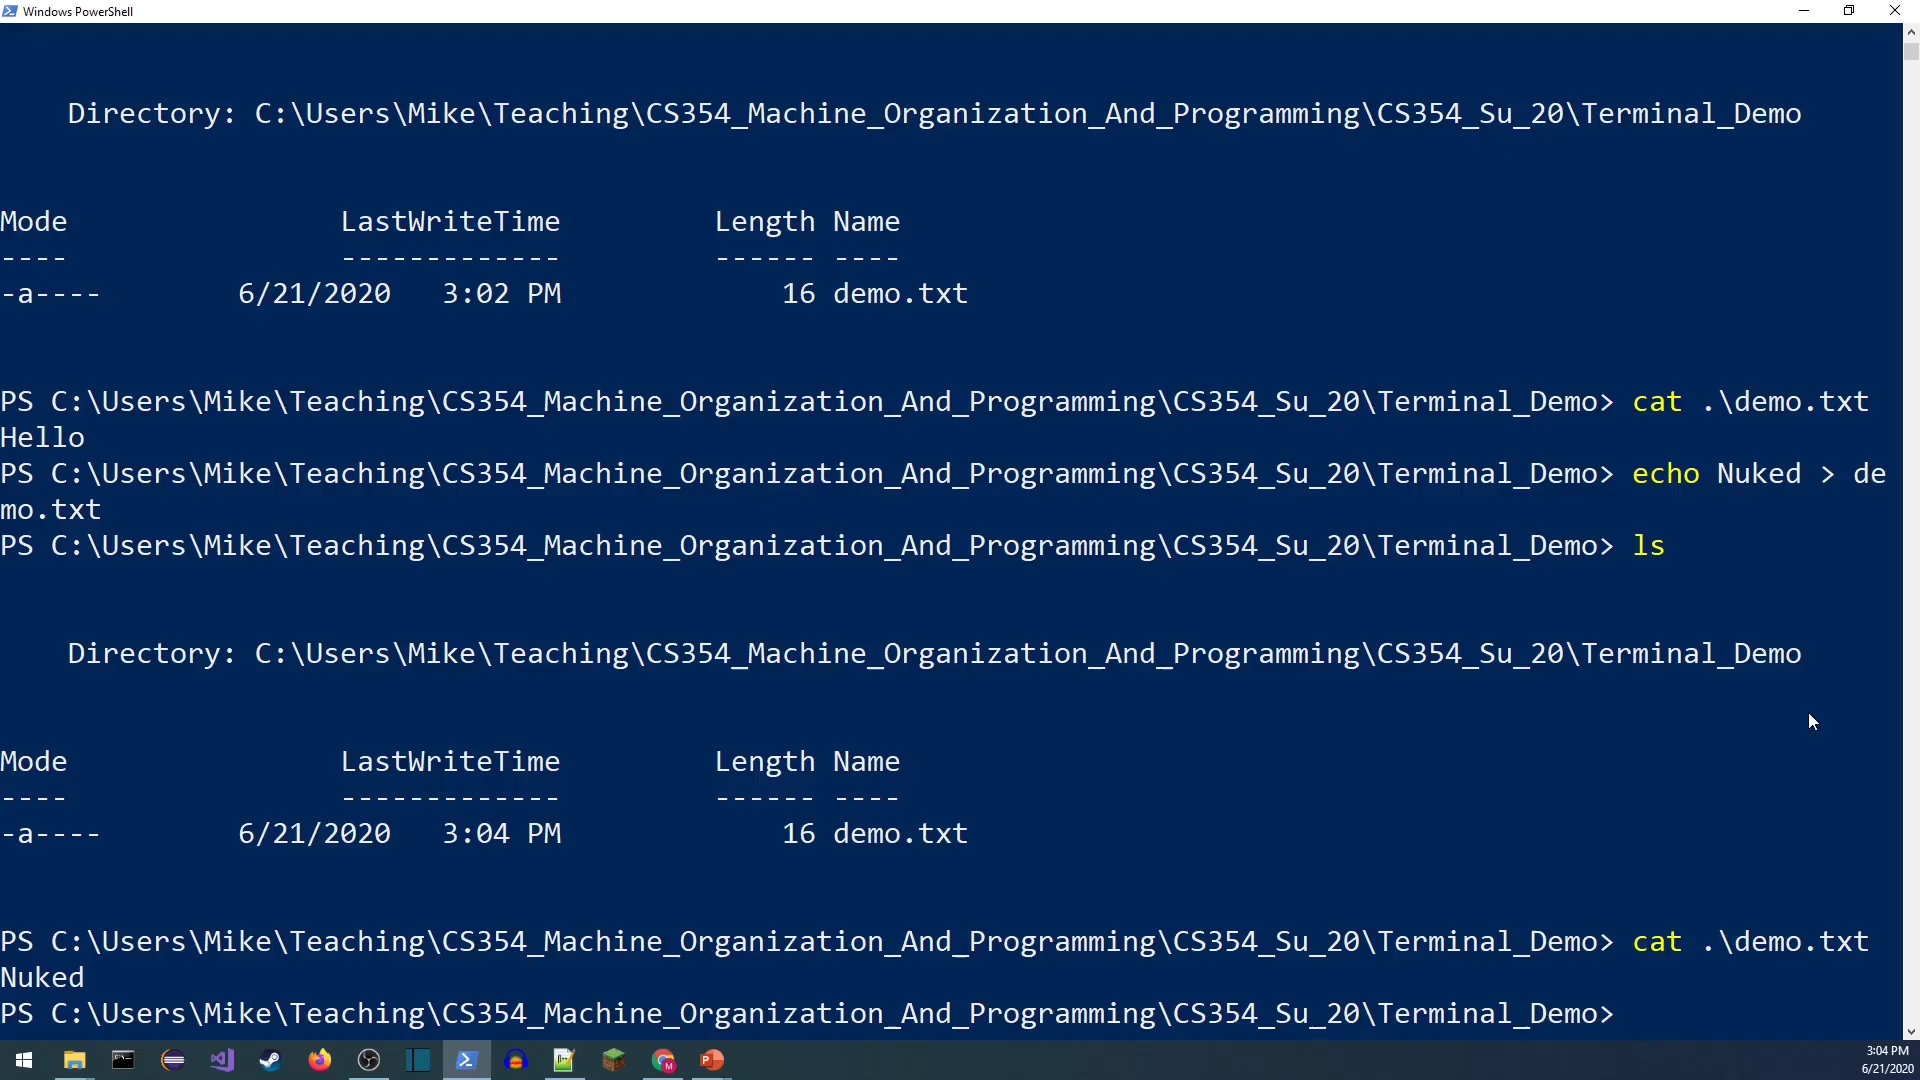 Windows PowerShell
Directory: C:\Users\Mike\Teaching\CS354_Machine_Organization_And_Programming\CS354_Su_20\Terminal_Demo
Mode LastWriteTime Length Name
---- ------------- ------ ----
-a---- 6/21/2020 3:02 PM 16 demo.txt
PS C:\Users\Mike\Teaching\CS354_Machine_Organization_And_Programming\CS354_Su_20\Terminal_Demo> cat .\demo.txt
Hello
PS C:\Users\Mike\Teaching\CS354_Machine_Organization_And_Programming\CS354_Su_20\Terminal_Demo> echo Nuked > de
mo.txt
PS C:\Users\Mike\Teaching\CS354_Machine_Organization_And_Programming\CS354_Su_20\Terminal_Demo> ls
Directory: C:\Users\Mike\Teaching\CS354_Machine_Organization_And_Programming\CS354_Su_20\Terminal_Demo
Mode LastWriteTime Length Name
---- ------------- ------ ----
-a---- 6/21/2020 3:04 PM 16 demo.txt
PS C:\Users\Mike\Teaching\CS354_Machine_Organization_And_Programming\CS354_Su_20\Terminal_Demo> cat .\demo.txt
Nuked
PS C:\Users\Mike\Teaching\CS354_Machine_Organization_And_Programming\CS354_Su_20\Terminal_Demo>
3:04 PM
6/21/2020